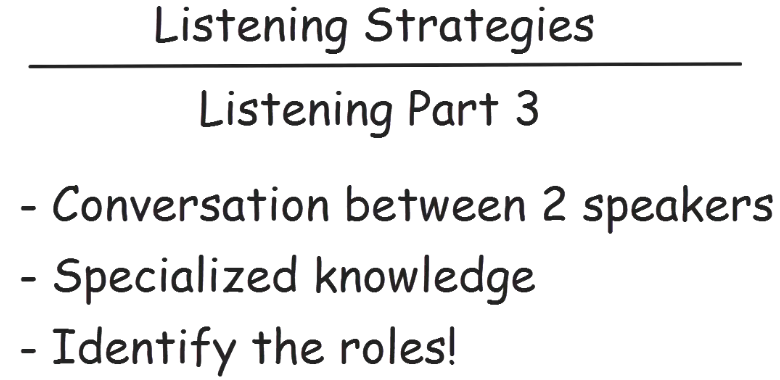 Listening Strategies
Listening Part 3
- Conversation between 2 speakers
- Specialized knowledge
- Identify the roles!